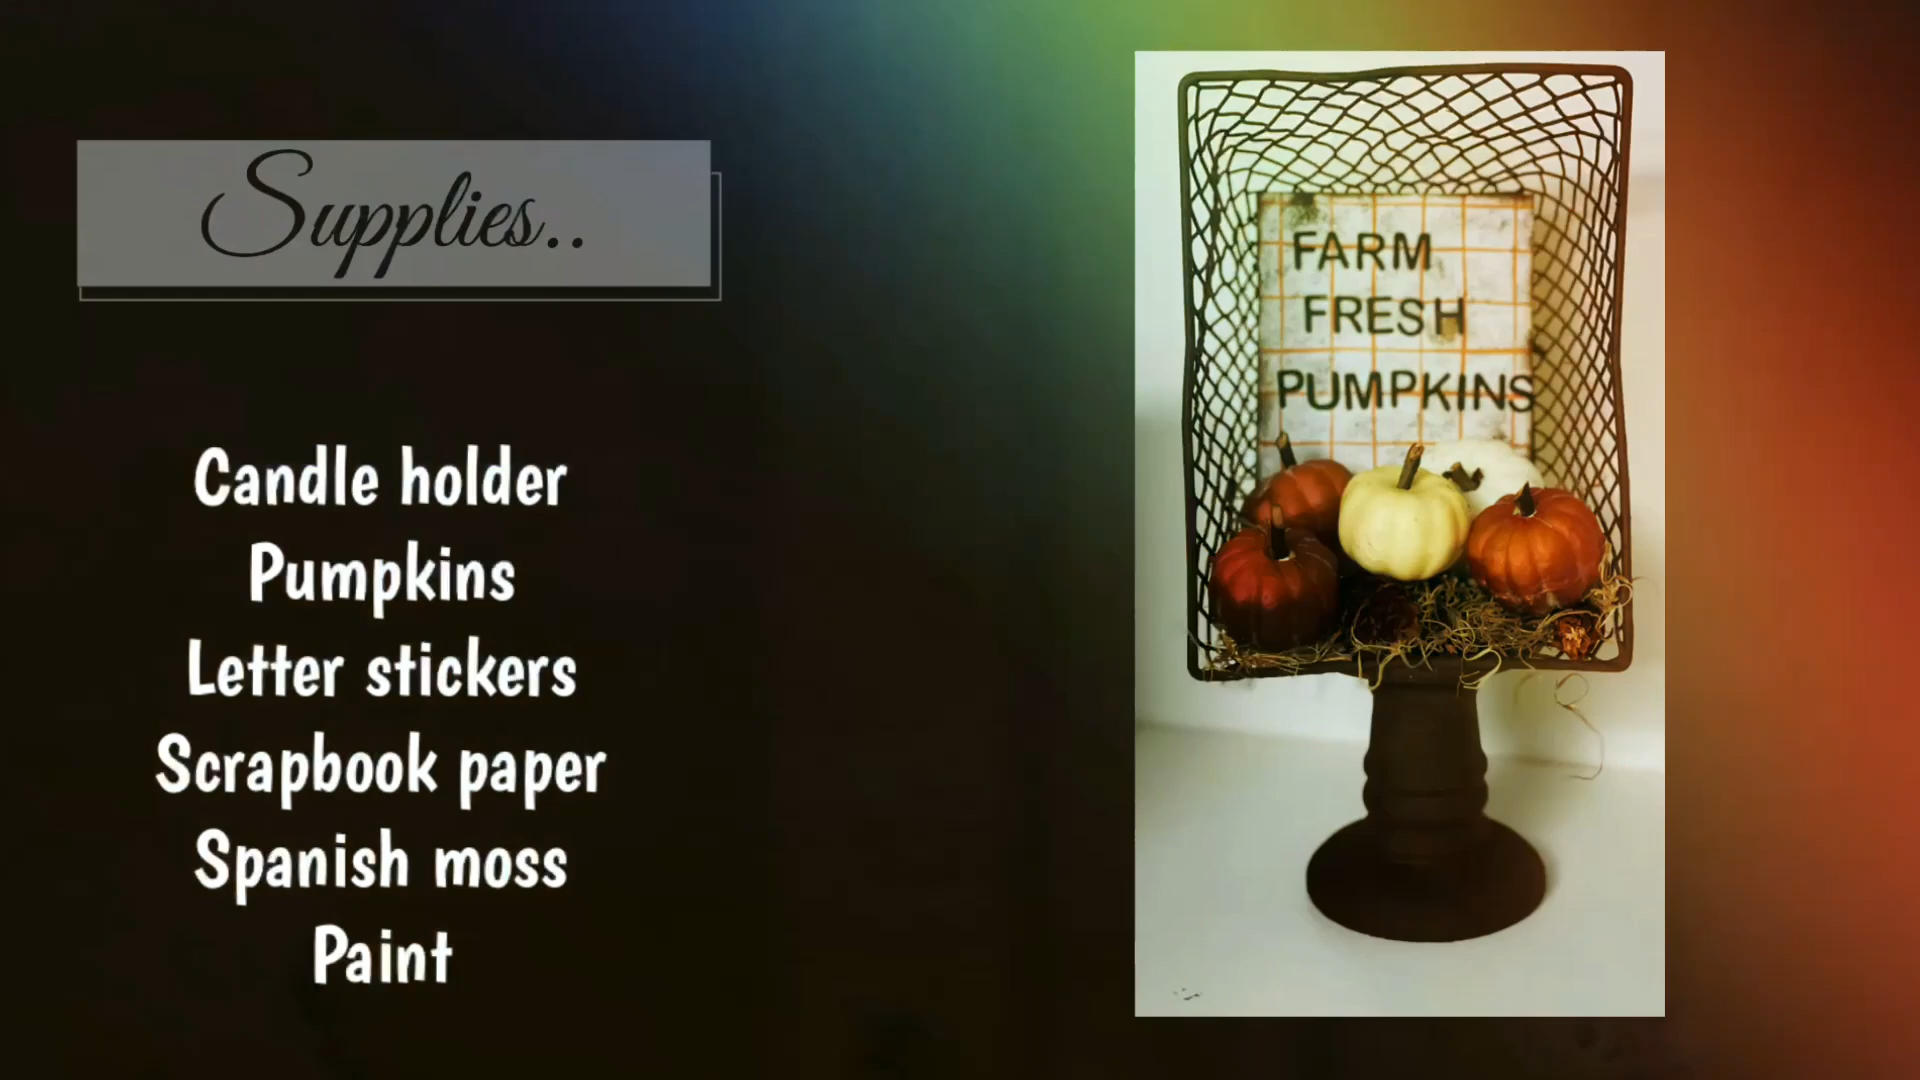 Supplies..
Candle holder
Pumpkins
Letter stickers
Scrapbook paper
Spanish moss
Paint
FARM
FRESH
PUMPKINS